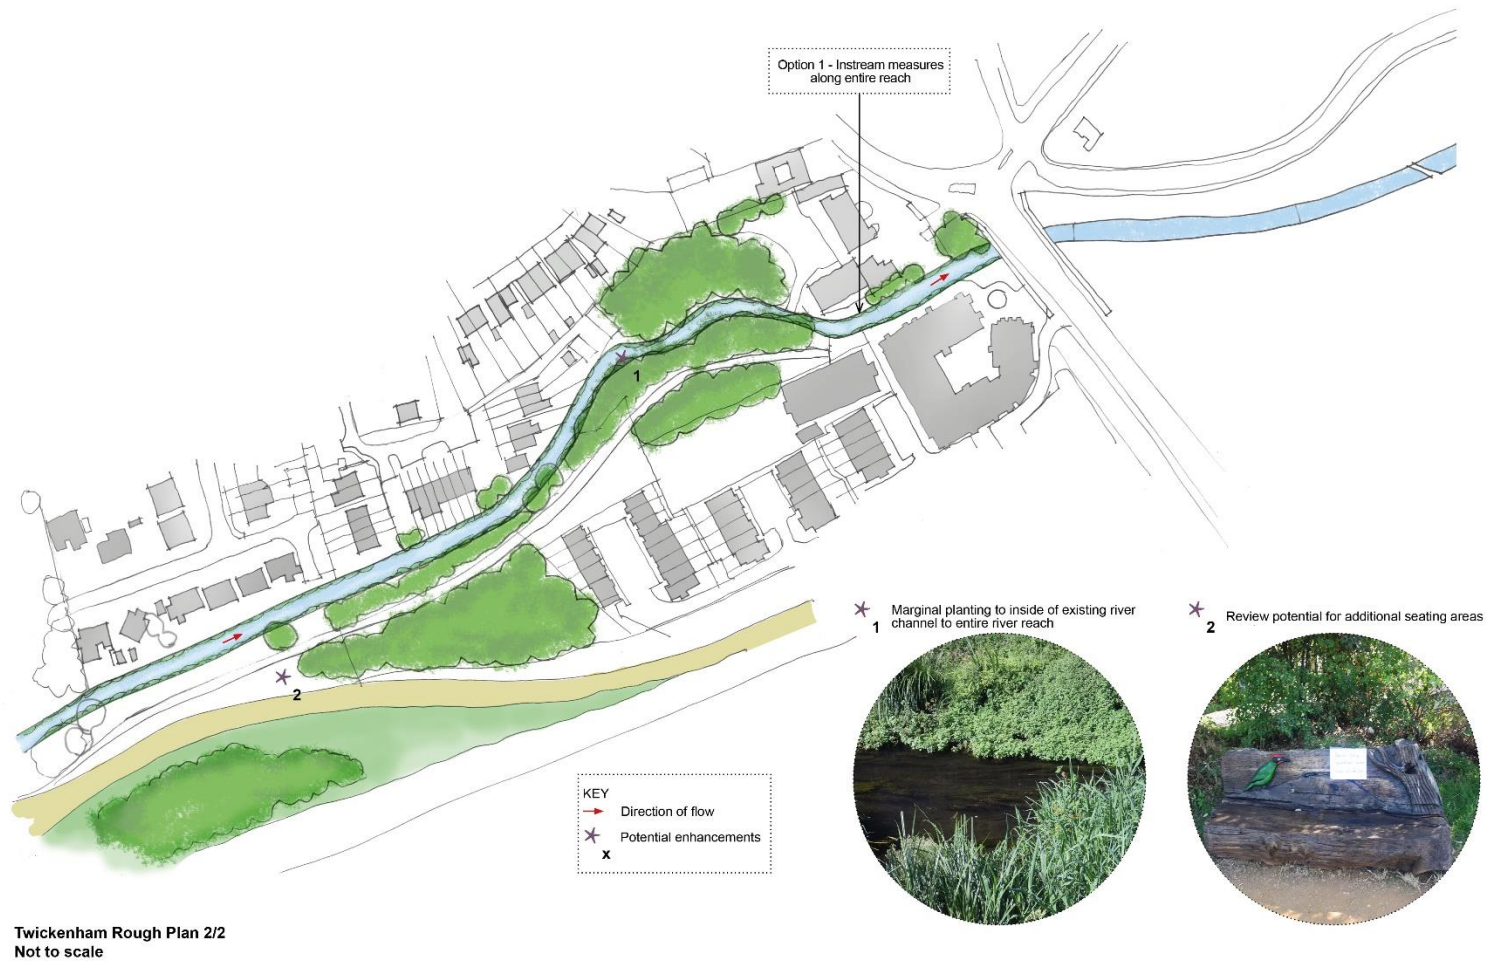 Option 1 - Instream measures
along entire reach
1
2
1
Marginal planting to inside of existing river
channel to entire river reach
2
Review potential for additional seating areas
KEY
Direction of flow
Potential enhancements
x
Twickenham Rough Plan 2/2
Not to scale